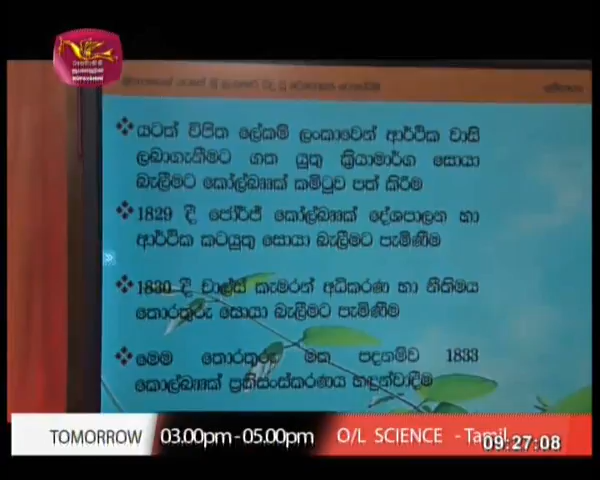 ❖ යටත් විජිත ලේකම් ලංකාවෙන් ආර්ථික වාසි
ලබාගැනීමට ගත යුතු ක්‍රියාමාර්ග සොයා
බැලීමට කෝල්බෲක් කමිටුව පත් කිරීම
❖ 1829 දී ජෝර්ජ් කෝල්බෲක් දේශපාලන හා
ආර්ථික කටයුතු සොයා බැලීමට පැමිණීම
❖ 1830 දී චාල්ස් කැමරන් අධිකරණ හා නීතිමය
තොරතුරු සොයා බැලීමට පැමිණීම
❖ මෙම තොරතුරු මත පදනම්ව 1833
කෝල්බෲක් ප්‍රතිසංස්කරණය හඳුන්වාදීම
TOMORROW 03.00pm - 05.00pm O/L SCIENCE - Tamil
09:27:08